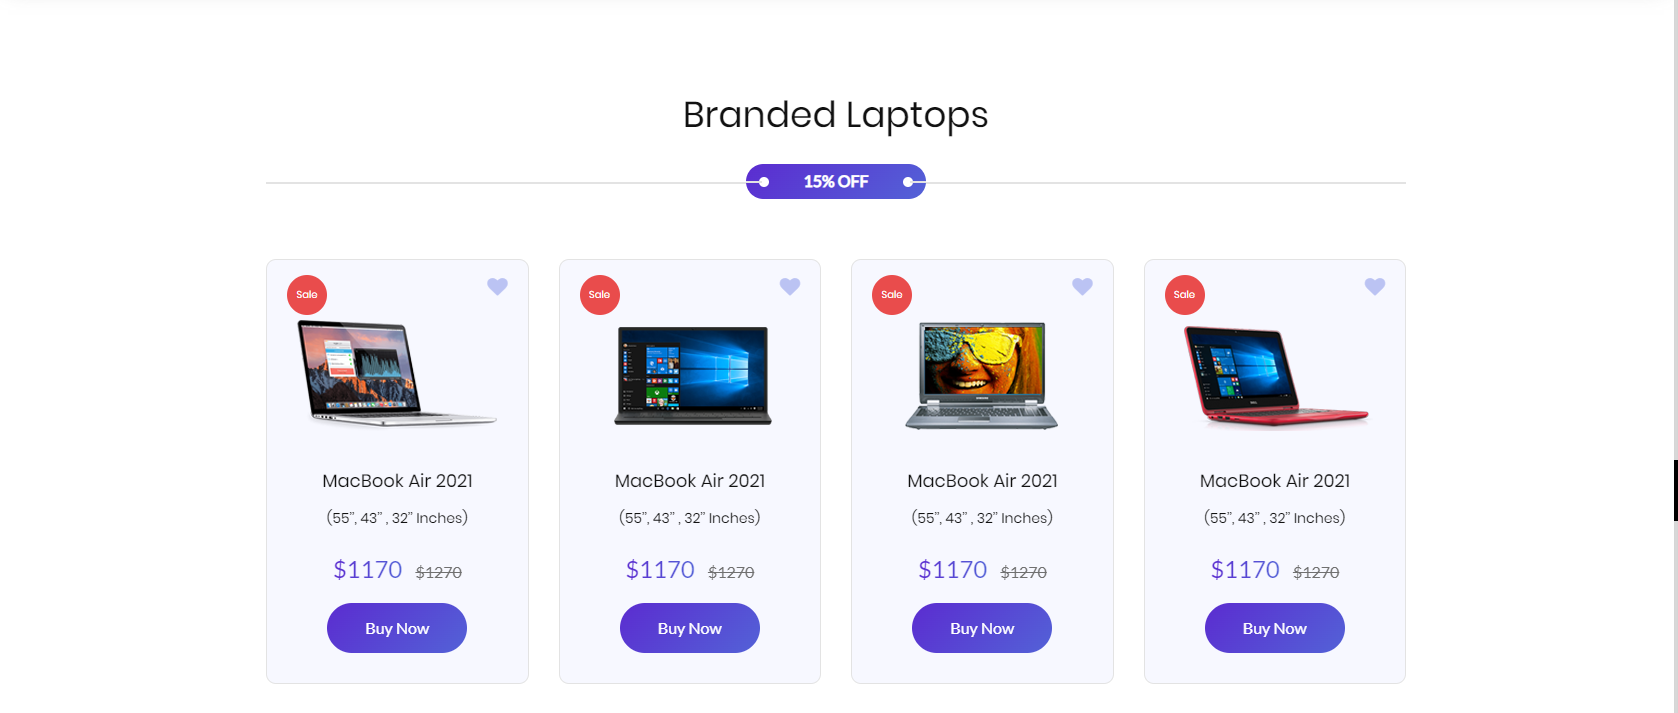 Branded Laptops
15% OFF
Sale
MacBook Air 2021
(55”, 43” , 32” Inches)
$1170 $1270
Buy Now
Sale
MacBook Air 2021
(55”, 43” , 32” Inches)
$1170 $1270
Buy Now
Sale
MacBook Air 2021
(55”, 43” , 32” Inches)
$1170 $1270
Buy Now
Sale
MacBook Air 2021
(55”, 43” , 32” Inches)
$1170 $1270
Buy Now